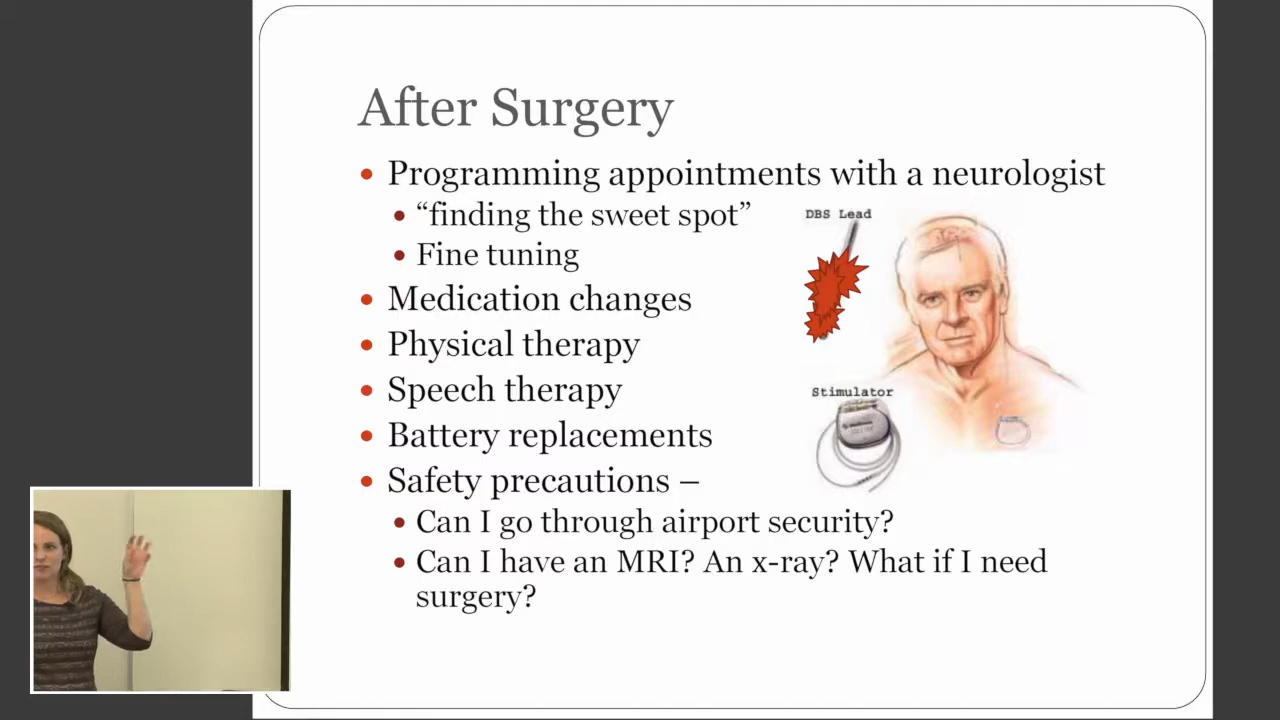 After Surgery
• Programming appointments with a neurologist
• “finding the sweet spot”
• Fine tuning
• Medication changes
• Physical therapy
• Speech therapy
• Battery replacements
• Safety precautions –
• Can I go through airport security?
• Can I have an MRI? An x-ray? What if I need
surgery?
DBS Lead
Stimulator